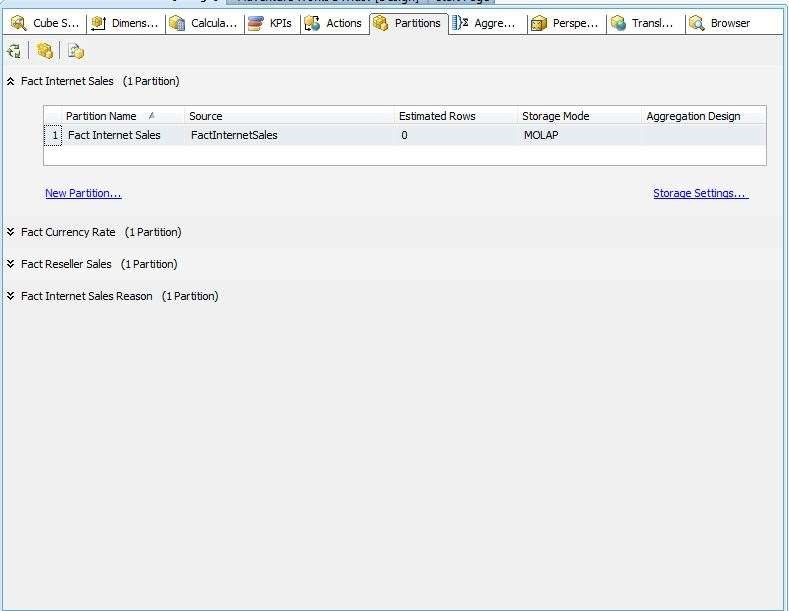 Cube S... Dimens... Calcula... KPIs Actions Partitions Aggre... Perspe... Transl... Browser
Fact Internet Sales (1 Partition)
Partition Name Source Estimated Rows Storage Mode Aggregation Design
1 Fact Internet Sales FactInternetSales 0 MOLAP
New Partition... Storage Settings...
Fact Currency Rate (1 Partition)
Fact Reseller Sales (1 Partition)
Fact Internet Sales Reason (1 Partition)